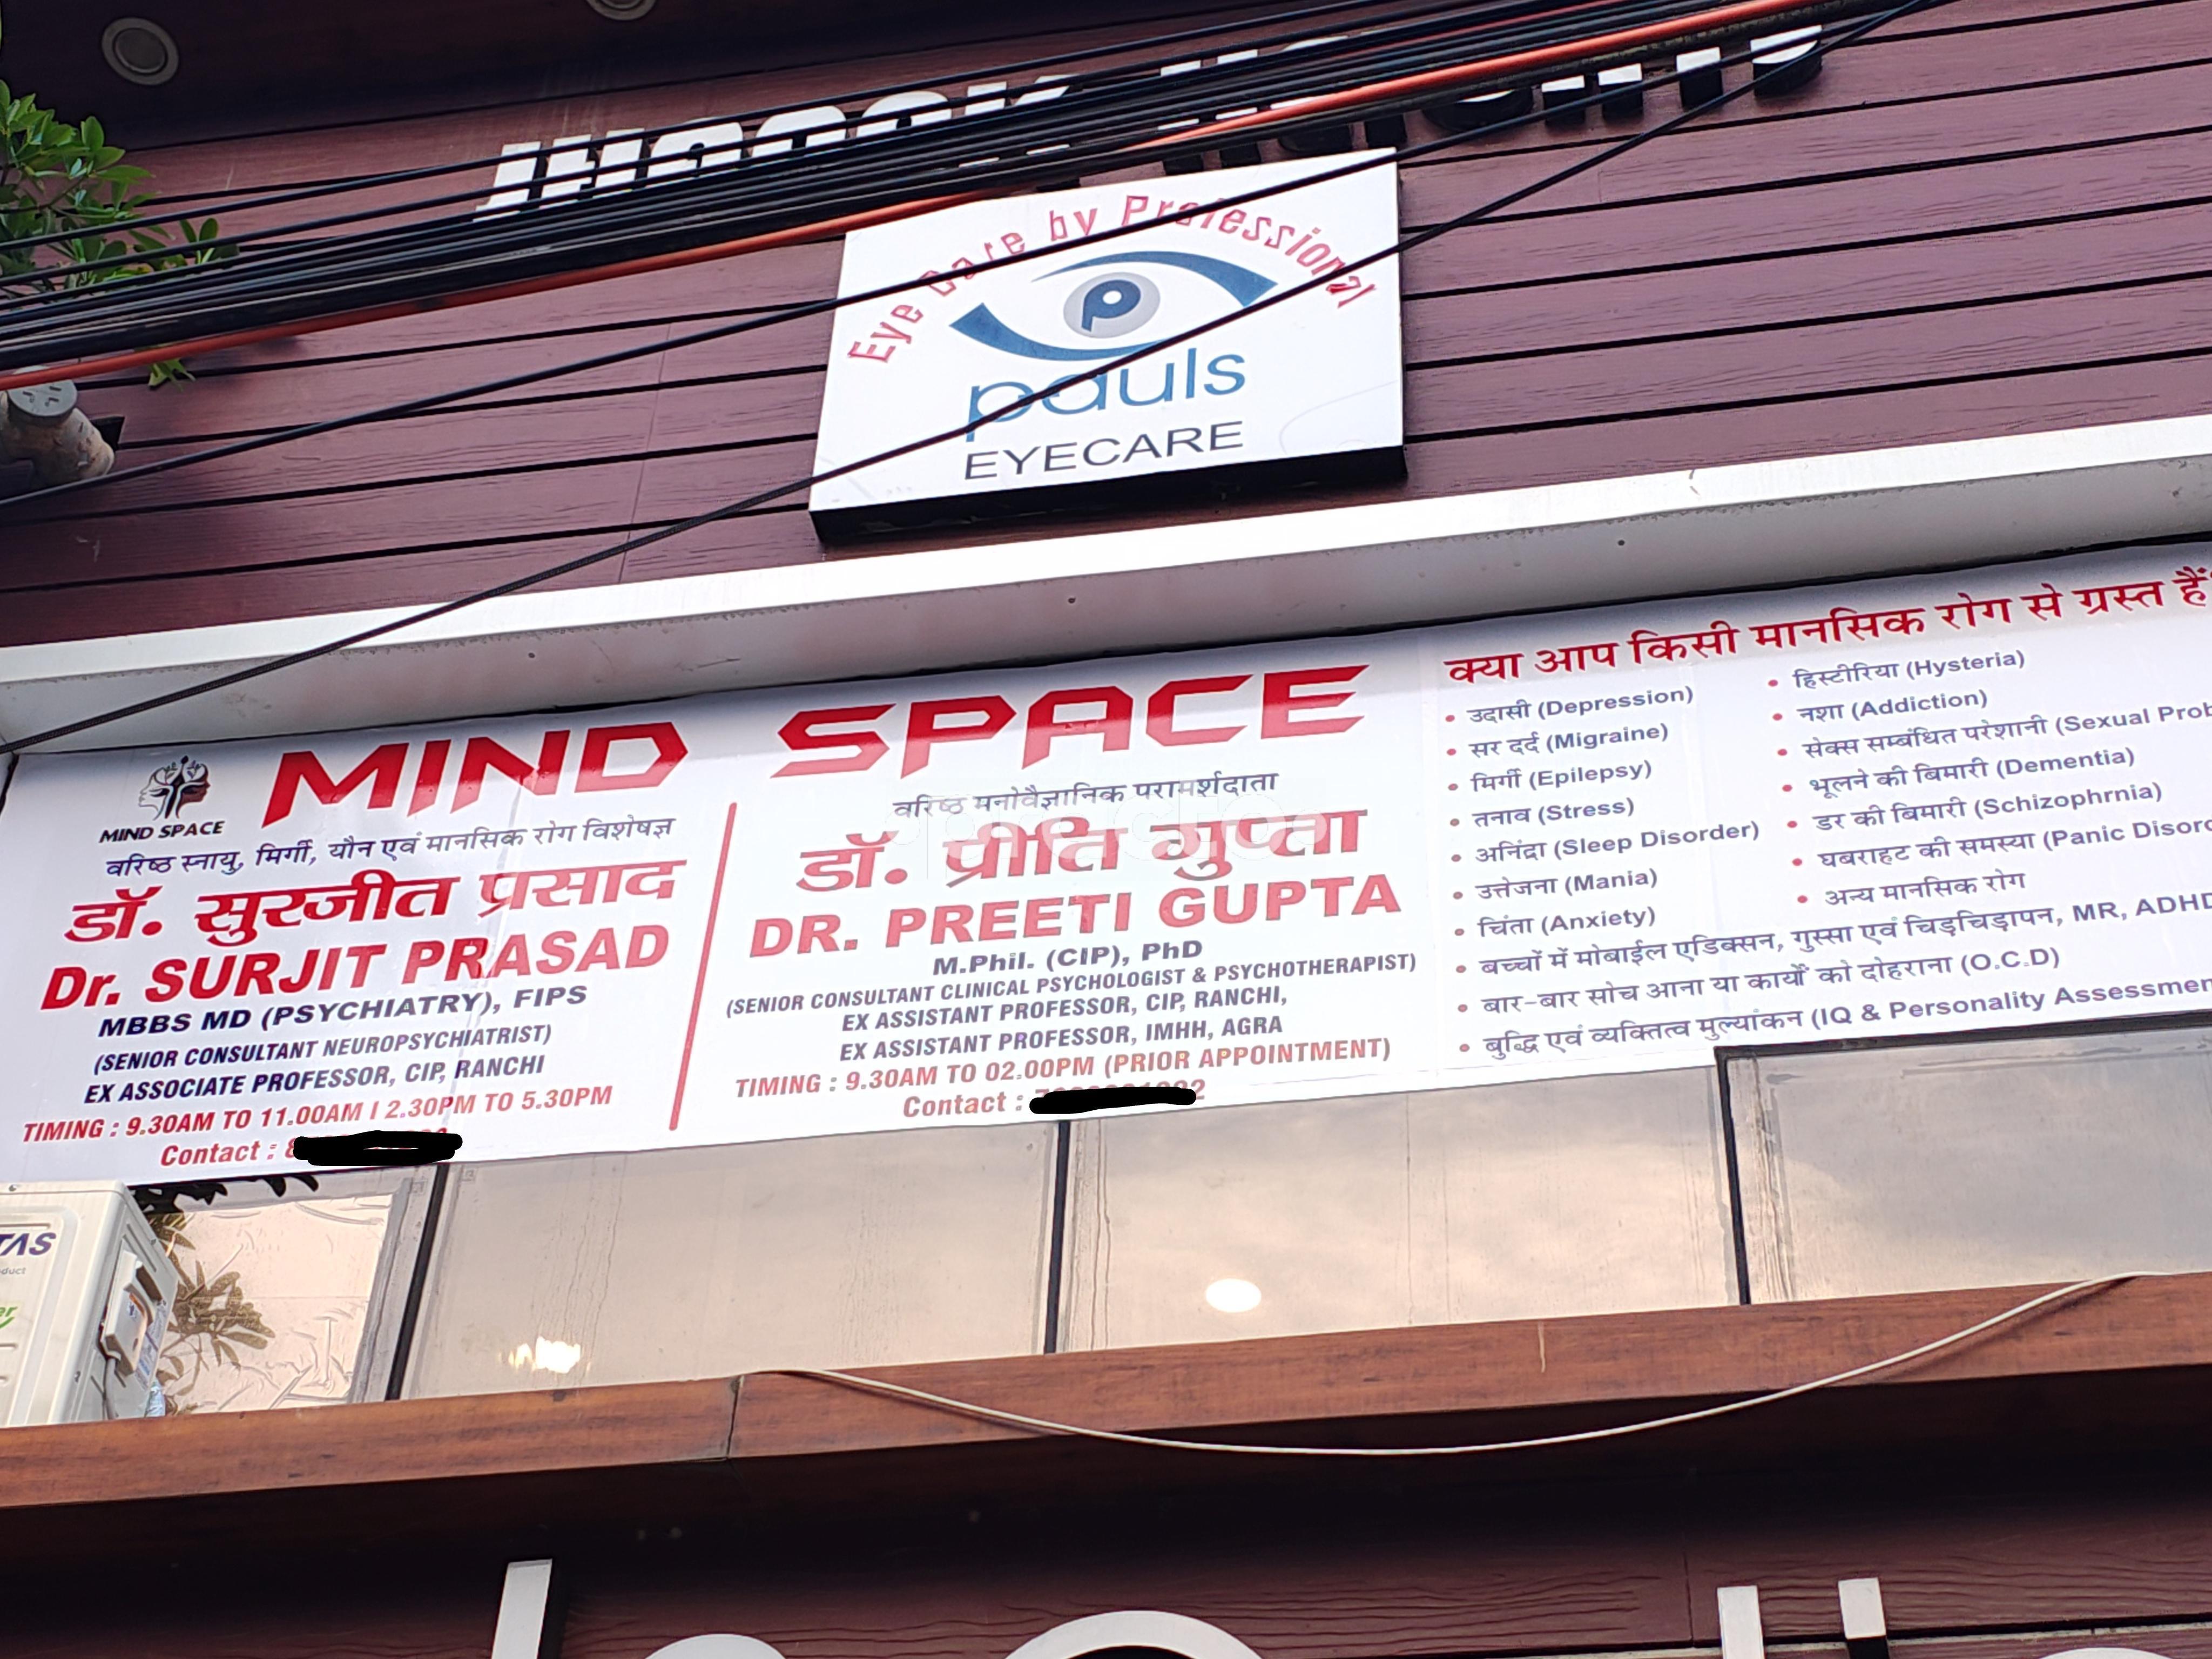 Eye Care by Professional
pauls
EYECARE
MIND SPACE
MIND SPACE
वरिष्ठ स्नायु, मिर्गी, यौन एवं मानसिक रोग विशेषज्ञ
डॉ. सुरजीत प्रसाद
Dr. SURJIT PRASAD
MBBS MD (PSYCHIATRY), FIPS
(SENIOR CONSULTANT NEUROPSYCHIATRIST)
EX ASSOCIATE PROFESSOR, CIP, RANCHI
TIMING : 9.30AM TO 11.00AM I 2.30PM TO 5.30PM
Contact :
वरिष्ठ मनोवैज्ञानिक परामर्शदाता
डॉ. प्रीति गुप्ता
DR. PREETI GUPTA
M.Phil. (CIP), PhD
(SENIOR CONSULTANT CLINICAL PSYCHOLOGIST & PSYCHOTHERAPIST)
EX ASSISTANT PROFESSOR, CIP, RANCHI,
EX ASSISTANT PROFESSOR, IMHH, AGRA
TIMING : 9.30AM TO 02.00PM (PRIOR APPOINTMENT)
Contact :
क्या आप किसी मानसिक रोग से ग्रस्त हैं
• उदासी (Depression)
• सर दर्द (Migraine)
• मिर्गी (Epilepsy)
• तनाव (Stress)
• अनिंद्रा (Sleep Disorder)
• उत्तेजना (Mania)
• चिंता (Anxiety)
• हिस्टीरिया (Hysteria)
• नशा (Addiction)
• सेक्स सम्बंधित परेशानी (Sexual
• भूलने की बिमारी (Dementia)
• डर की बिमारी (Schizophrnia)
• घबराहट की समस्या (Panic
• अन्य मानसिक रोग
• बच्चों में मोबाईल एडिक्सन, गुस्सा एवं चिड़चिड़ापन, MR, ADHD
• बार-बार सोच आना या कार्यों को दोहराना (O.C.D)
• बुद्धि एवं व्यक्तित्व मुल्यांकन (IQ & Personality